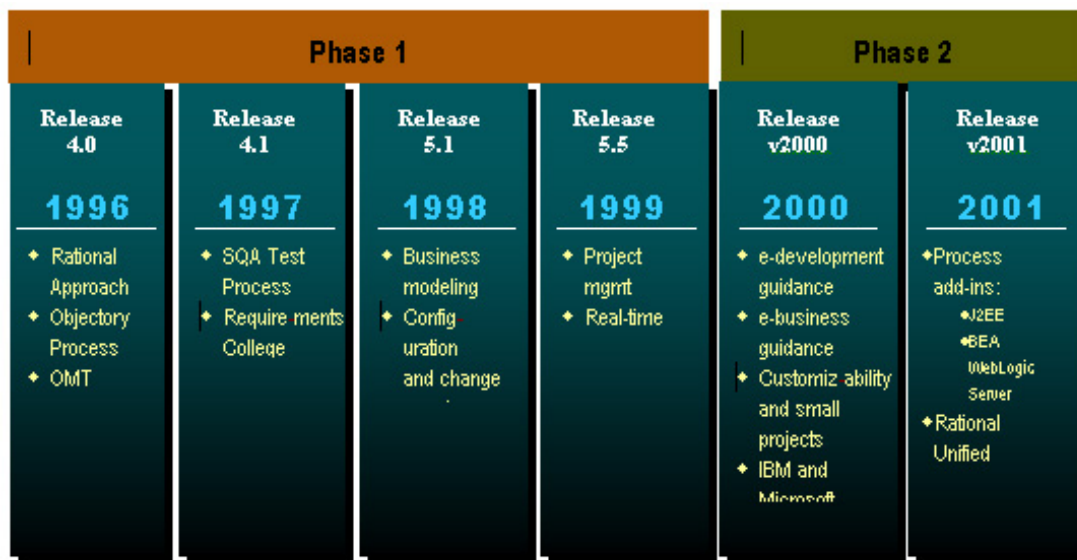 Phase 1
Phase 2
Release
4.0
1996
Rational
Approach
Objectory
Process
OMT
Release
4.1
1997
SQA Test
Process
Require-ments
College
Release
5.1
1998
Business
modeling
Config-
uration
and change
Release
5.5
1999
Project
mgmt
Real-time
Release
v2000
2000
e-development
guidance
e-business
guidance
Customiz-ability
and small
projects
IBM and
Microsoft
Release
v2001
2001
Process
add-ins:
J2EE
BEA
WebLogic
Server
Rational
Unified